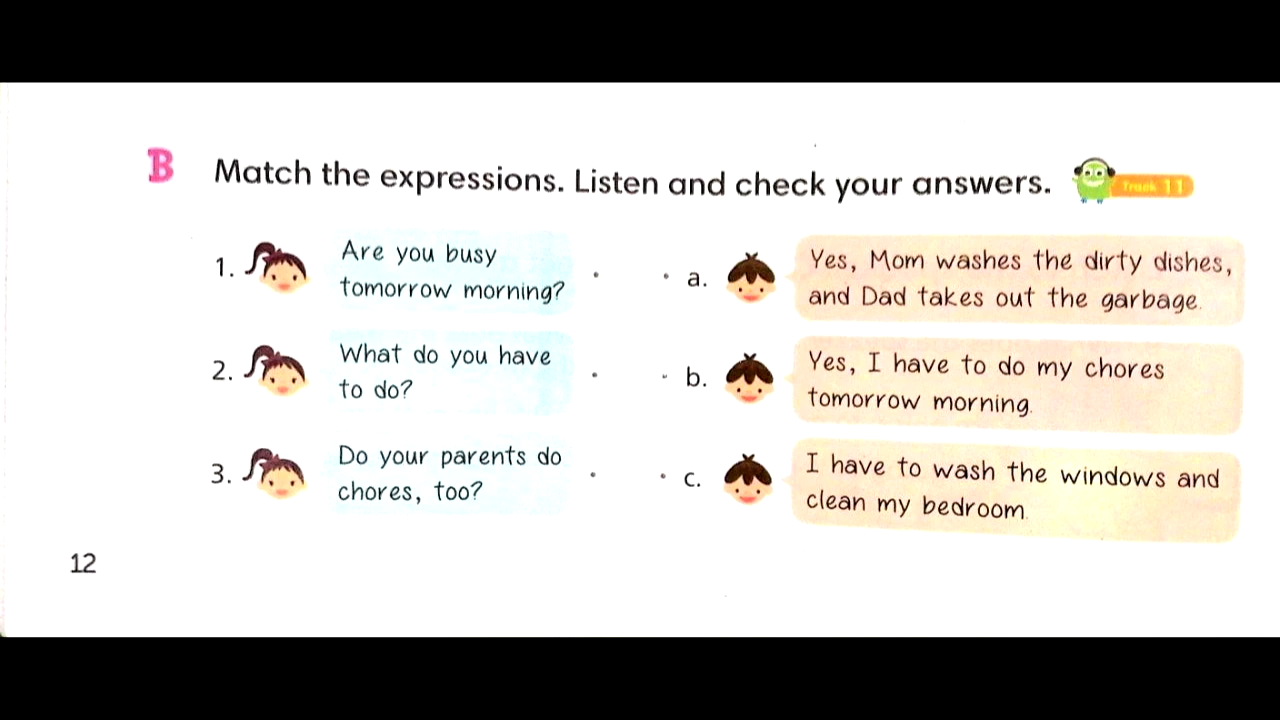 B Match the expressions. Listen and check your answers. Track 11
1. Are you busy
tomorrow morning?
a. Yes, Mom washes the dirty dishes,
and Dad takes out the garbage.
2. What do you have
to do?
b. Yes, I have to do my chores
tomorrow morning.
3. Do your parents do
chores, too?
c. I have to wash the windows and
clean my bedroom.
12